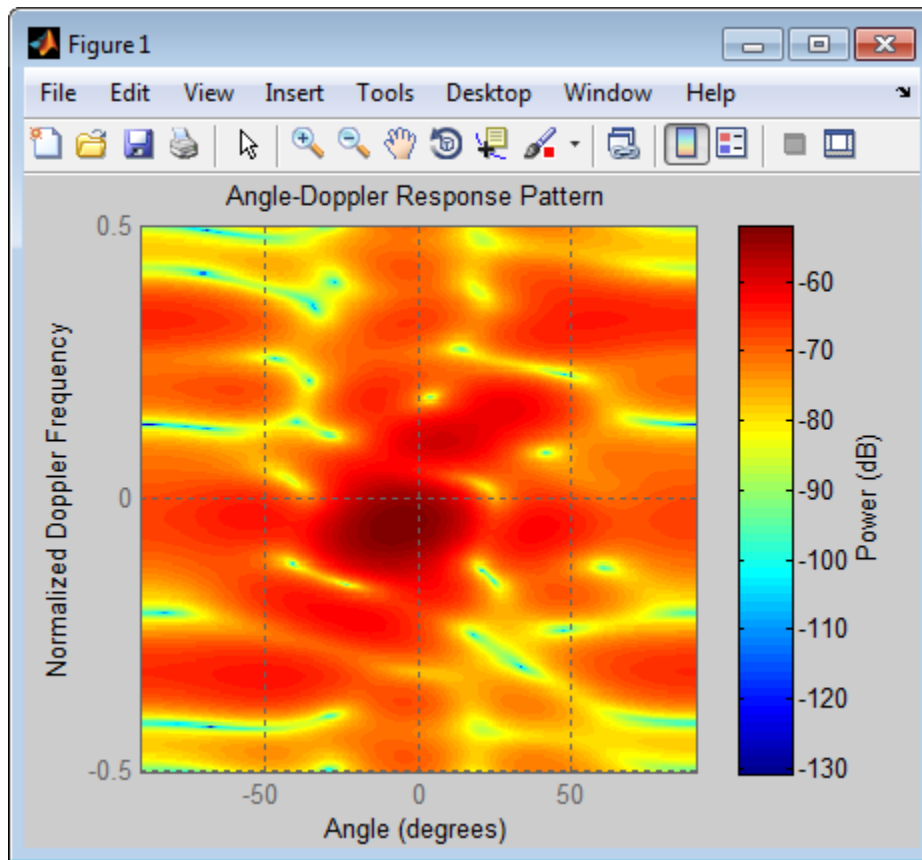 Figure 1
File Edit View Insert Tools Desktop Window Help
Angle-Doppler Response Pattern
0.5
0
-0.5
Normalized Doppler Frequency
-50 0 50
Angle (degrees)
-60
-70
-80
-90
-100
-110
-120
-130
Power (dB)